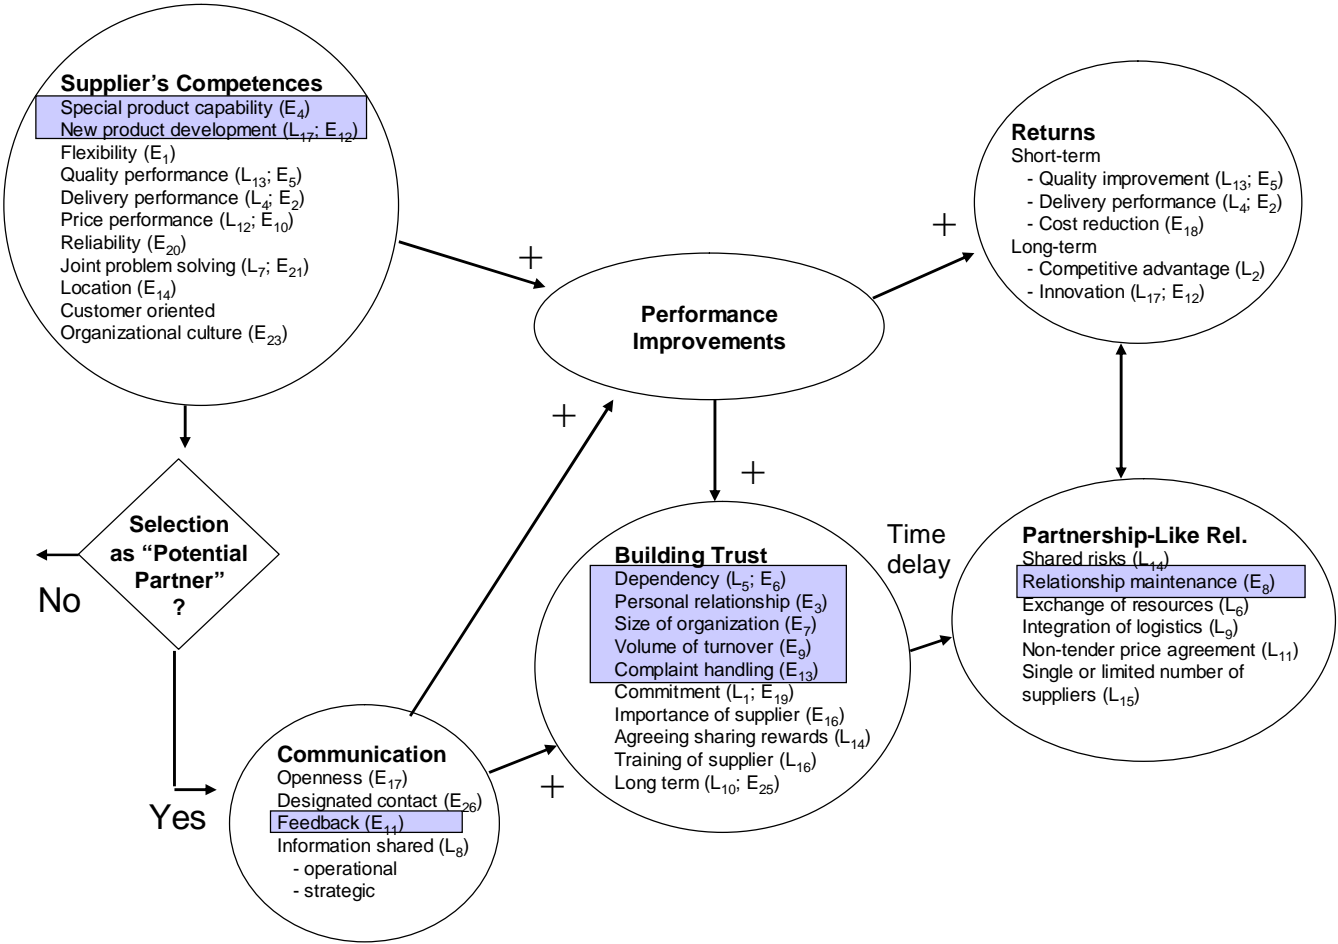 Supplier's Competences
Special product capability (E4)
New product development (L17; E12)
Flexibility (E1)
Quality performance (L13; E5)
Delivery performance (L4; E2)
Price performance (L12; E10)
Reliability (E20)
Joint problem solving (L7; E21)
Location (E14)
Customer oriented
Organizational culture (E23)
+
Performance
Improvements
+
Returns
Short-term
- Quality improvement (L13; E5)
- Delivery performance (L4; E2)
- Cost reduction (E18)
Long-term
- Competitive advantage (L2)
- Innovation (L17; E12)
+
+
Selection
as “Potential
Partner”
?
No
Yes
Communication
Openness (E17)
Designated contact (E26)
Feedback (E11)
Information shared (L8)
- operational
- strategic
+
Building Trust
Dependency (L5; E6)
Personal relationship (E3)
Size of organization (E7)
Volume of turnover (E9)
Complaint handling (E13)
Commitment (L1; E19)
Importance of supplier (E16)
Agreeing sharing rewards (L14)
Training of supplier (L16)
Long term (L10; E25)
Time
delay
Partnership-Like Rel.
Shared risks (L14)
Relationship maintenance (E8)
Exchange of resources (L6)
Integration of logistics (L9)
Non-tender price agreement (L11)
Single or limited number of
suppliers (L15)